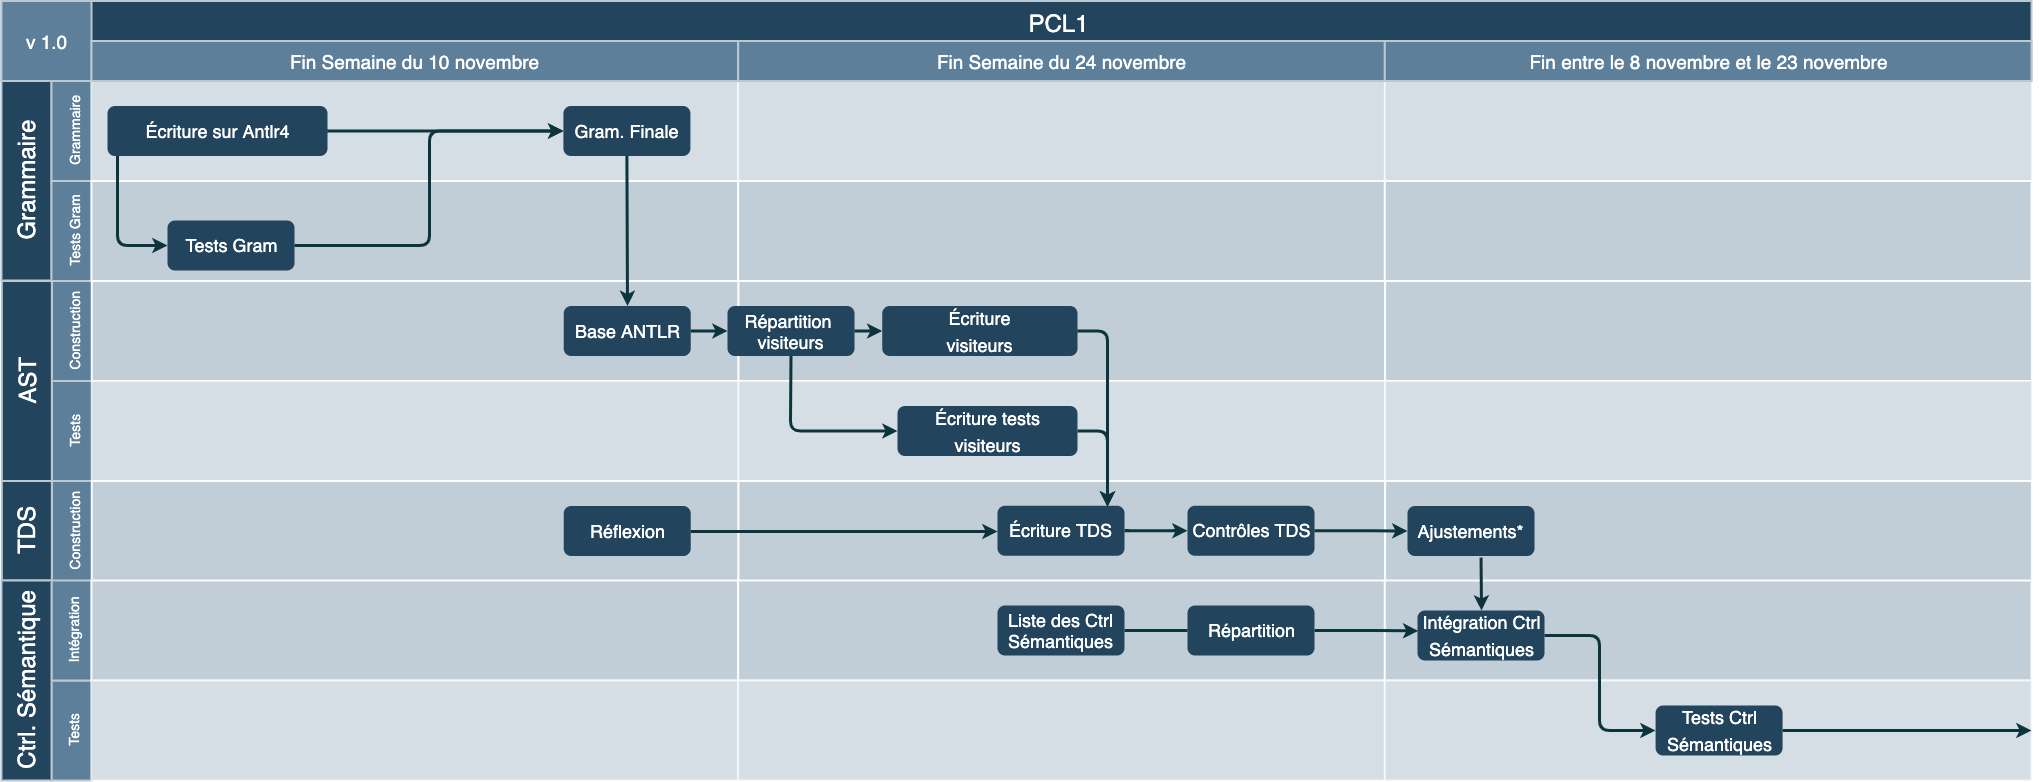 v 1.0
PCL1
Fin Semaine du 10 novembre
Fin Semaine du 24 novembre
Fin entre le 8 novembre et le 23 novembre
Grammaire
Grammaire
Écriture sur Antlr4
Gram. Finale
Tests Gram
Tests Gram
AST
Construction
Base ANTLR
Répartition
visiteurs
Écriture
visiteurs
Tests
Écriture tests
visiteurs
TDS
Construction
Réflexion
Écriture TDS
Contrôles TDS
Ajustements*
Ctrl. Sémantique
Intégration
Liste des Ctrl
Sémantiques
Répartition
Intégration Ctrl
Sémantiques
Tests
Tests Ctrl
Sémantiques